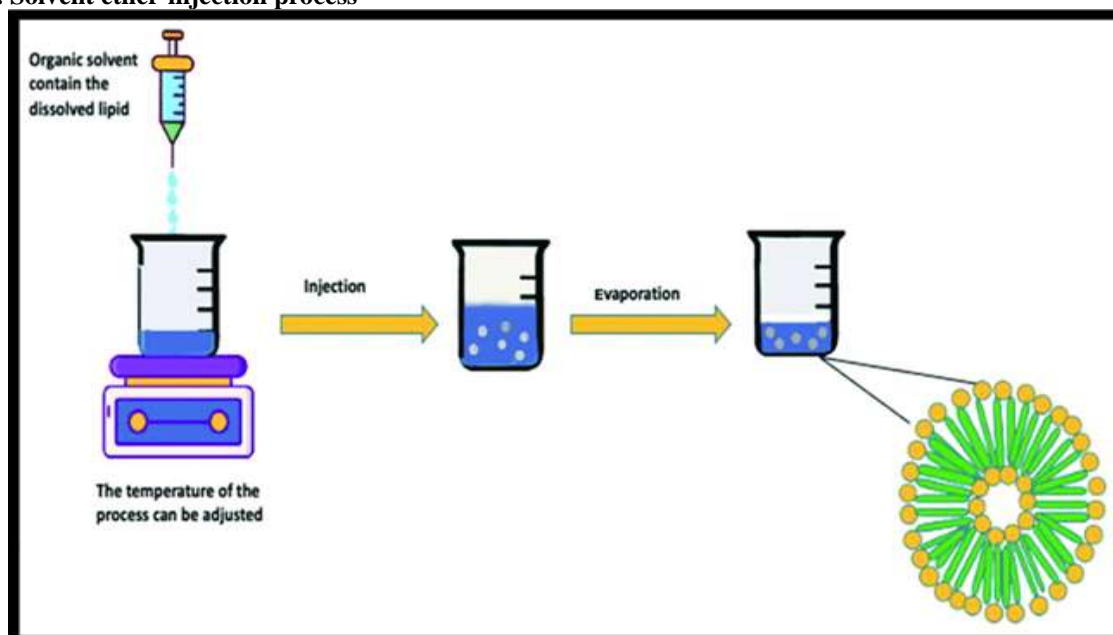 Solvent ether injection process
Organic solvent
contain the
dissolved lipid
Injection
Evaporation
The temperature of the
process can be adjusted